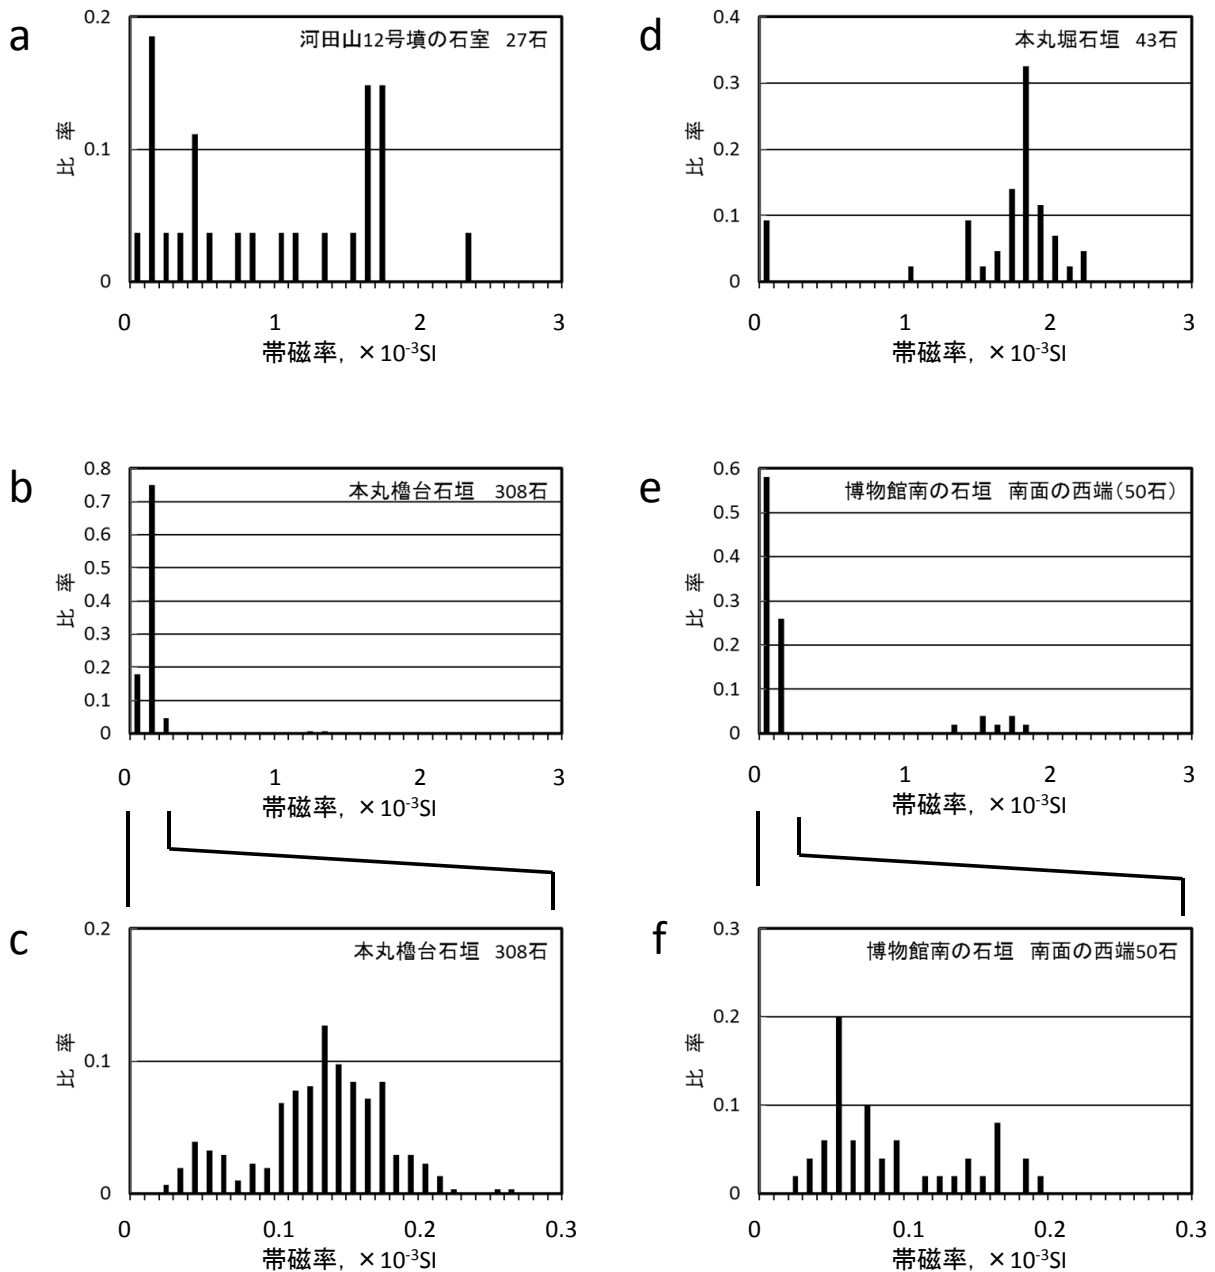 a
河田山12号墳の石室 27石
0.2
0.1
0
比率
0 1 2 3
帯磁率, ×10⁻³SI
d
本丸堀石垣 43石
0.4
0.3
0.2
0.1
0
比率
0 1 2 3
帯磁率, ×10⁻³SI
b
本丸櫓台石垣 308石
0.8
0.7
0.6
0.5
0.4
0.3
0.2
0.1
0
比率
0 1 2 3
帯磁率, ×10⁻³SI
e
博物館南の石垣 南面の西端(50石)
0.6
0.5
0.4
0.3
0.2
0.1
0
比率
0 1 2 3
帯磁率, ×10⁻³SI
c
本丸櫓台石垣 308石
0.2
0.1
0
比率
0 0.1 0.2 0.3
帯磁率, ×10⁻³SI
f
博物館南の石垣 南面の西端50石
0.3
0.2
0.1
0
比率
0 0.1 0.2 0.3
帯磁率, ×10⁻³SI